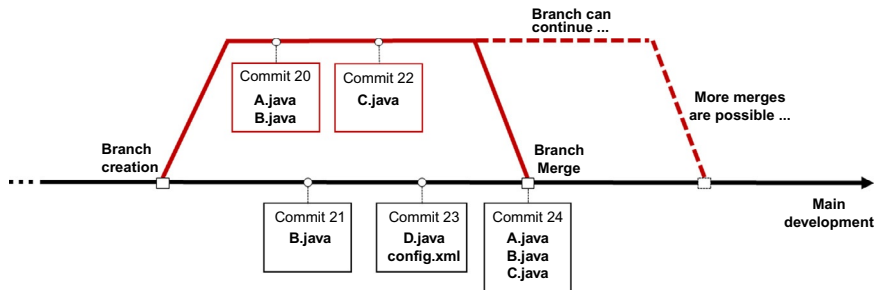 Branch can
continue ...
Commit 20
A.java
B.java
Commit 22
C.java
More merges
are possible ...
Branch
creation
Branch
Merge
Main
development
Commit 21
B.java
Commit 23
D.java
config.xml
Commit 24
A.java
B.java
C.java